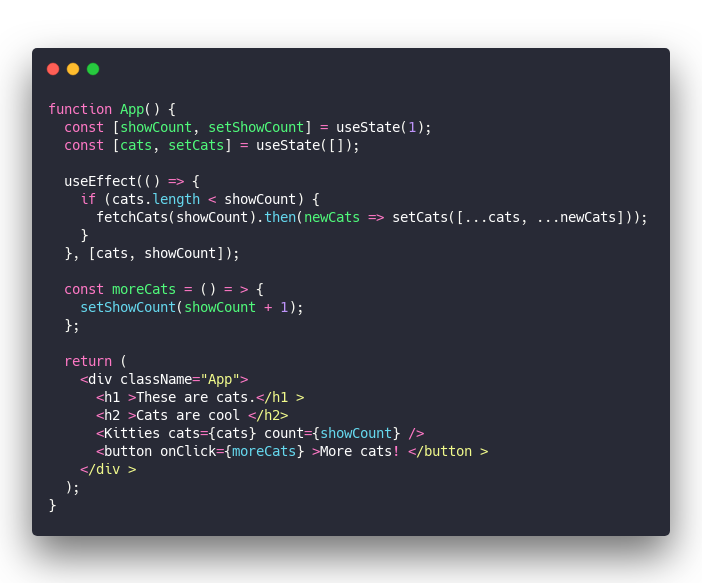 function App() {
  const [showCount, setShowCount] = useState(1);
  const [cats, setCats] = useState([]);

  useEffect(() => {
    if (cats.length < showCount) {
      fetchCats(showCount).then(newCats => setCats([...cats, ...newCats]));
    }
  }, [cats, showCount]);

  const moreCats = () = > {
    setShowCount(showCount + 1);
  };

  return (
    <div className="App">
      <h1 >These are cats.</h1 >
      <h2 >Cats are cool </h2>
      <Kitties cats={cats} count={showCount} />
      <button onClick={moreCats} >More cats! </button >
    </div >
  );
}